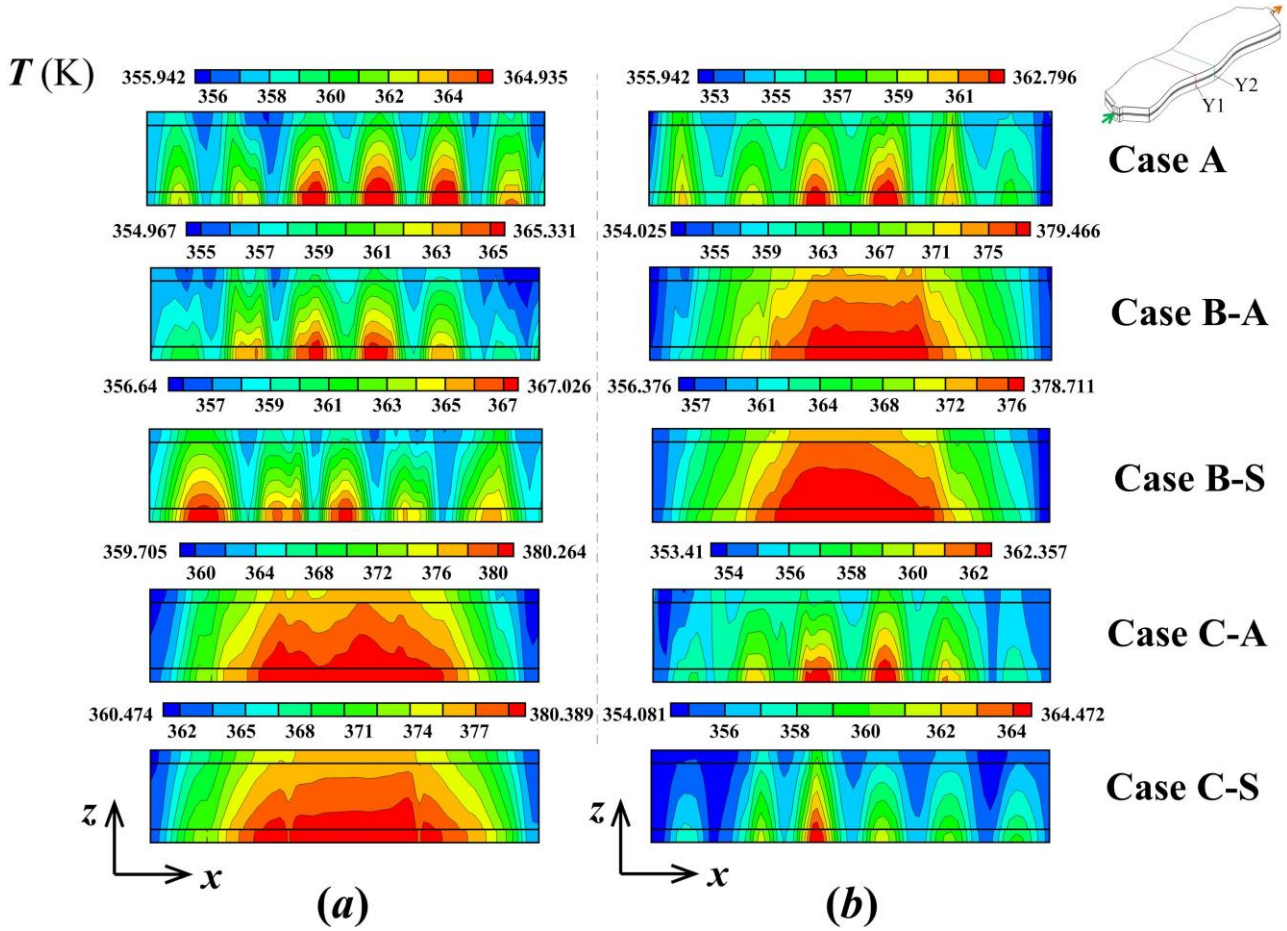 T (K)
355.942 364.935
356 358 360 362 364
355.942 362.796
353 355 357 359 361
Y1 Y2
Case A
354.967 365.331
355 357 359 361 363 365
354.025 379.466
355 359 363 367 371 375
Case B-A
356.64 367.026
357 359 361 363 365 367
356.376 378.711
357 361 364 368 372 376
Case B-S
359.705 380.264
360 364 368 372 376 380
353.41 362.357
354 356 358 360 362
Case C-A
360.474 380.389
362 365 368 371 374 377
354.081 364.472
356 358 360 362 364
Case C-S
z
x
z
x
(a)
(b)